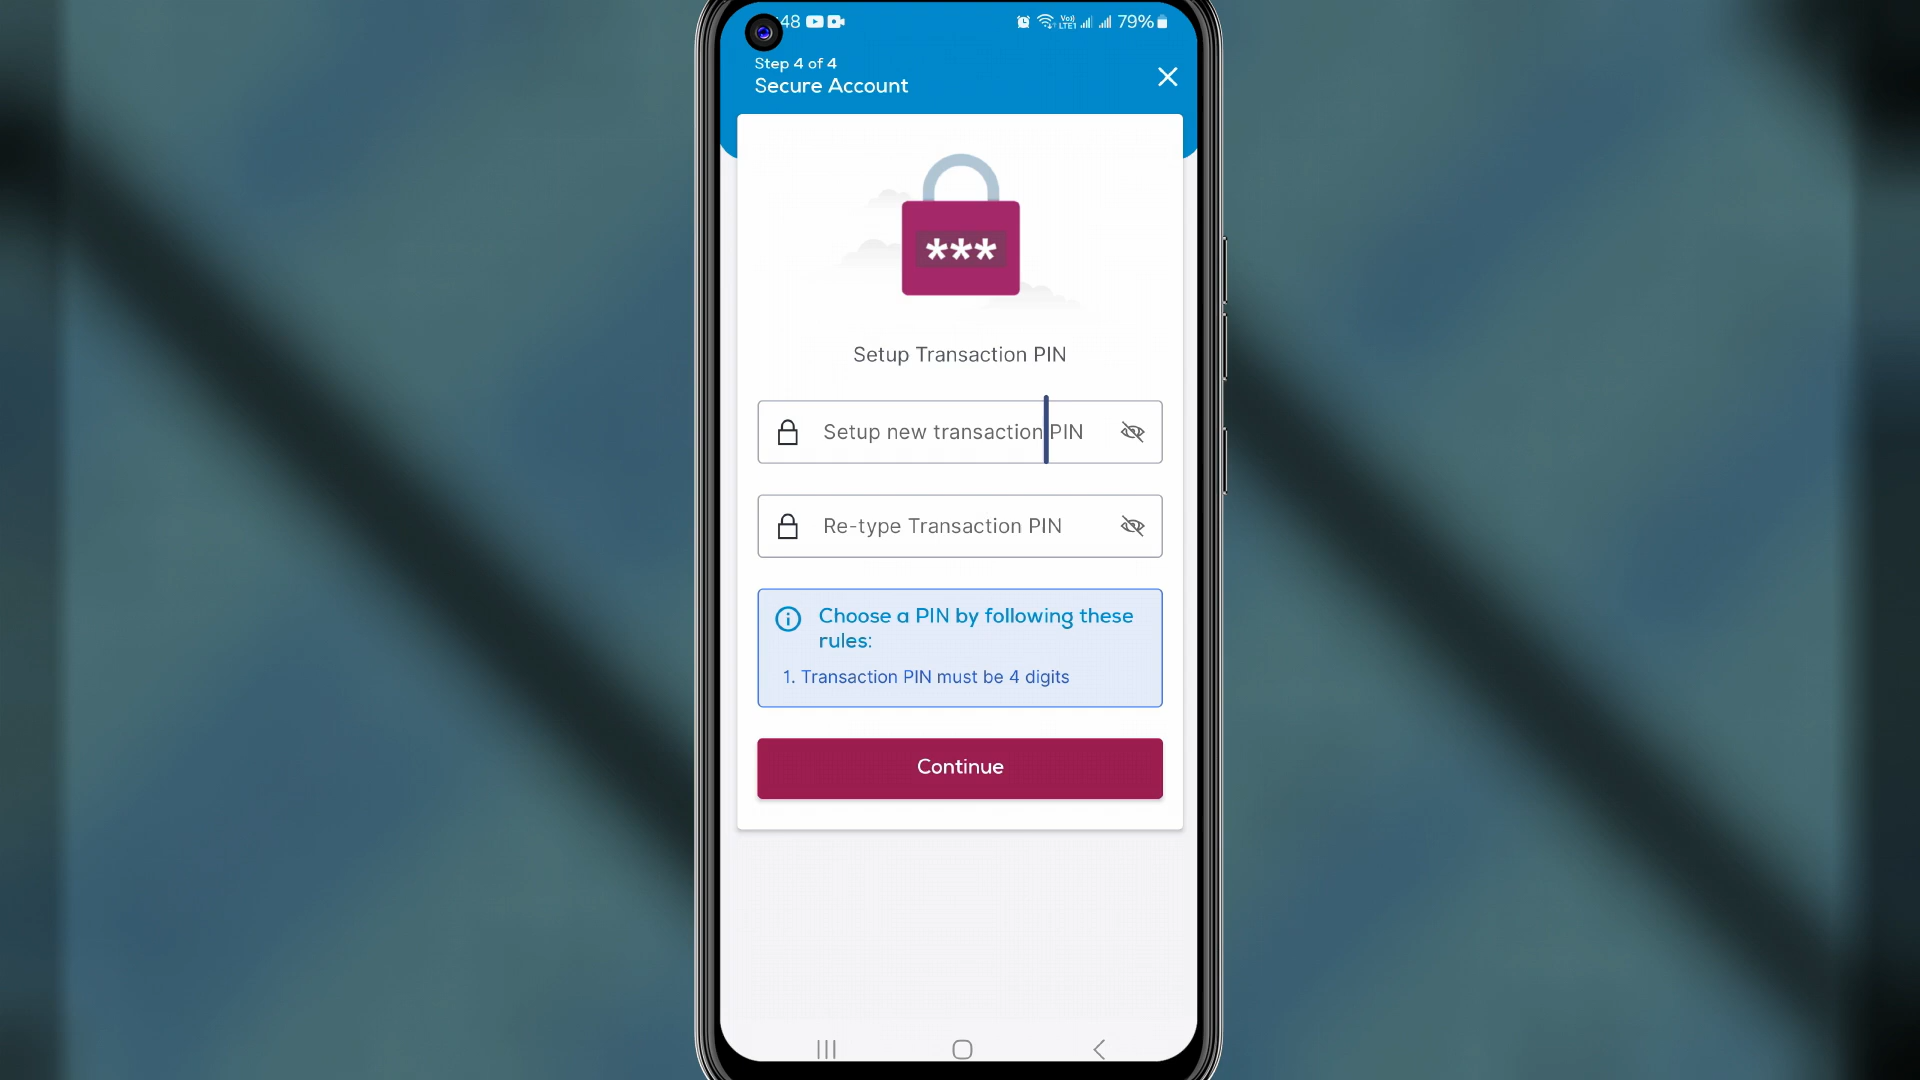 :48 79%
Step 4 of 4
Secure Account
***
Setup Transaction PIN
Setup new transaction PIN
Re-type Transaction PIN
Choose a PIN by following these
rules:
1. Transaction PIN must be 4 digits
Continue